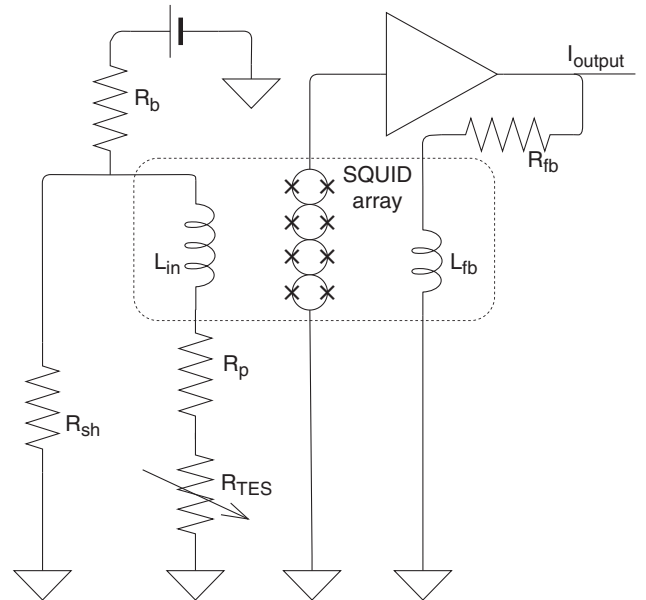 I_output
R_b
R_fb
SQUID
array
L_in
L_fb
R_p
R_sh
R_TES